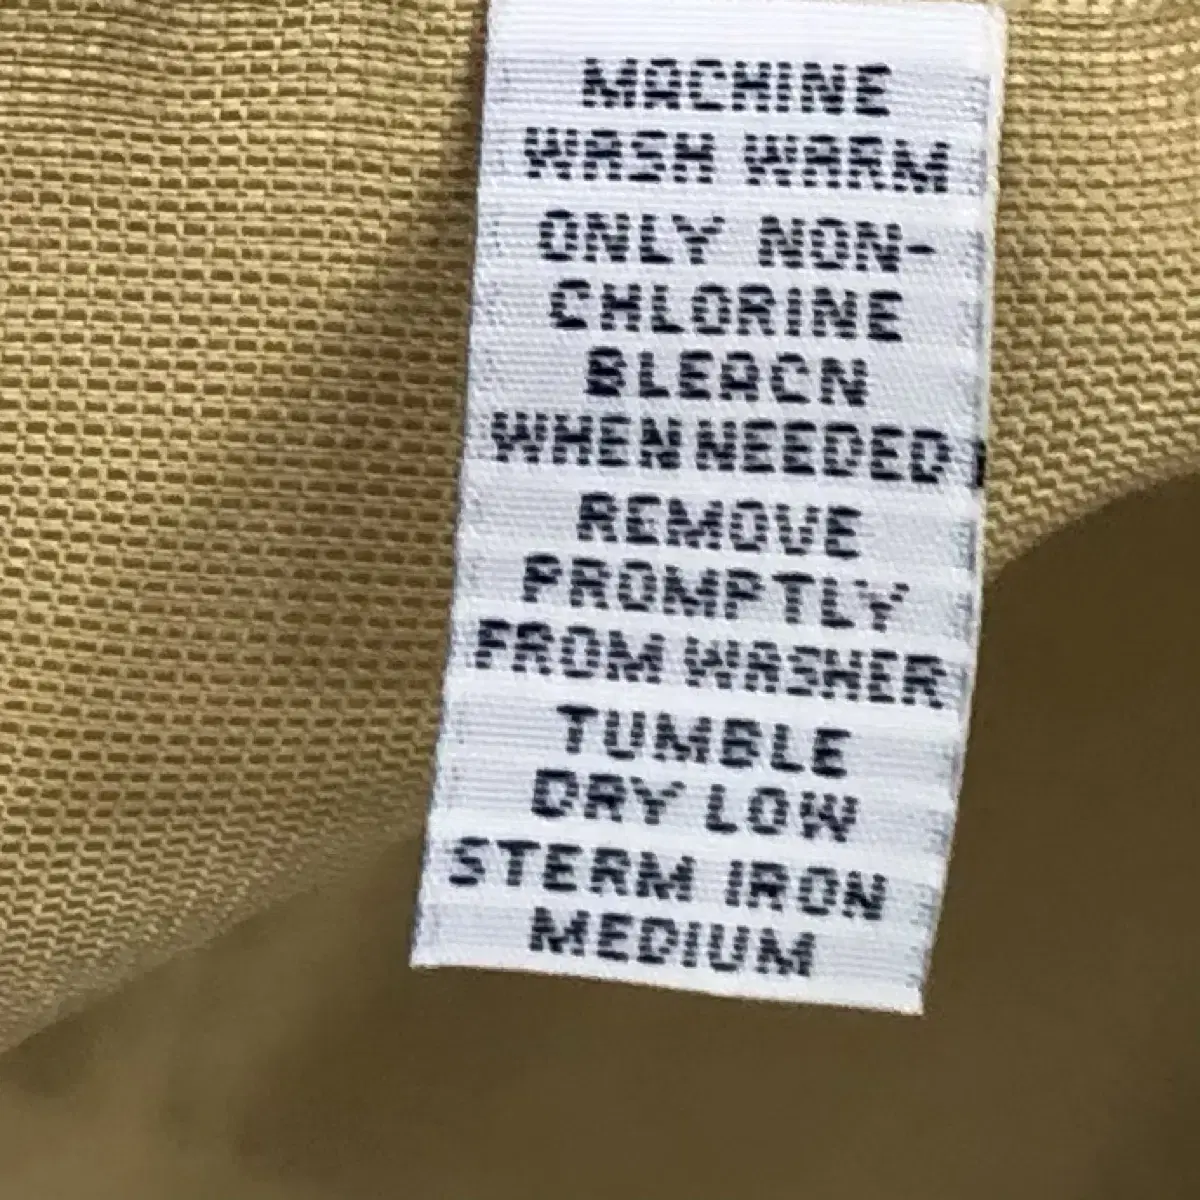 MACHINE
WASH WARM
ONLY NON-
CHLORINE
BLEACN
WHEN NEEDED
REMOVE
PROMPTLY
FROM WASHER
TUMBLE
DRY LOW
STERM IRON
MEDIUM